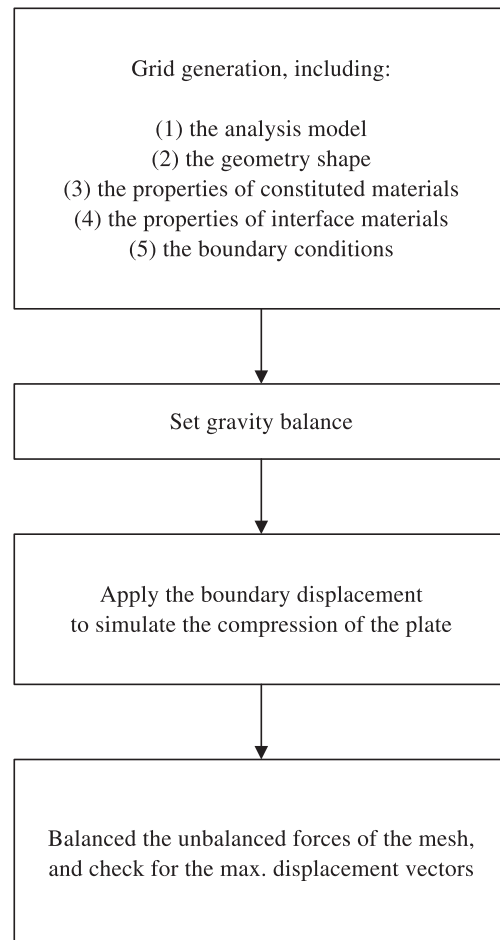 Grid generation, including:
(1) the analysis model
(2) the geometry shape
(3) the properties of constituted materials
(4) the properties of interface materials
(5) the boundary conditions
Set gravity balance
Apply the boundary displacement
to simulate the compression of the plate
Balanced the unbalanced forces of the mesh,
and check for the max. displacement vectors